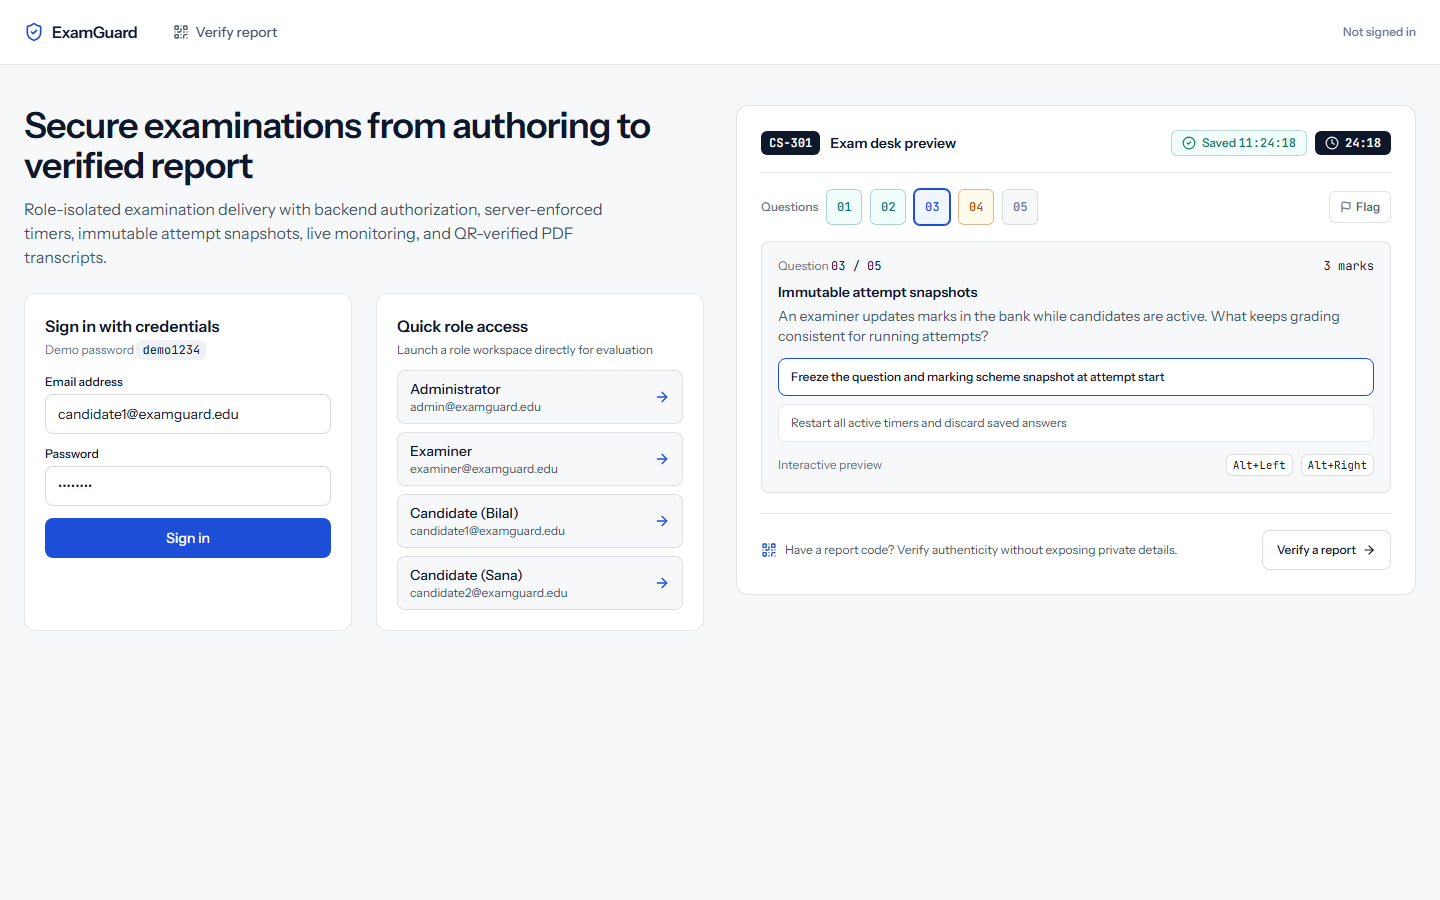 ExamGuard
Verify report
Not signed in
Secure examinations from authoring to
verified report
Role-isolated examination delivery with backend authorization, server-enforced
timers, immutable attempt snapshots, live monitoring, and QR-verified PDF
transcripts.
Sign in with credentials
Demo password demo1234
Email address
candidate1@examguard.edu
Password
••••••••
Sign in
Quick role access
Launch a role workspace directly for evaluation
Administrator
admin@examguard.edu
Examiner
examiner@examguard.edu
Candidate (Bilal)
candidate1@examguard.edu
Candidate (Sana)
candidate2@examguard.edu
CS-301 Exam desk preview
Saved 11:24:18
24:18
Questions 01 02 03 04 05
Flag
Question 03 / 05
3 marks
Immutable attempt snapshots
An examiner updates marks in the bank while candidates are active. What keeps grading
consistent for running attempts?
Freeze the question and marking scheme snapshot at attempt start
Restart all active timers and discard saved answers
Interactive preview
Alt+Left Alt+Right
Have a report code? Verify authenticity without exposing private details.
Verify a report